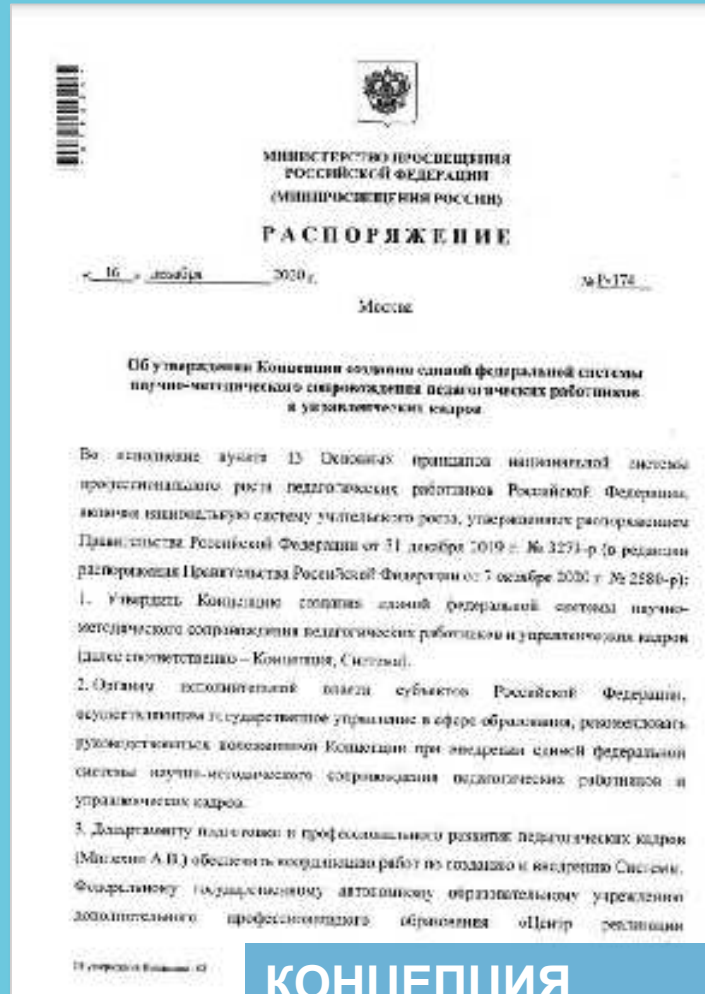 МИНИСТЕРСТВО ПРОСВЕЩЕНИЯ
РОССИЙСКОЙ ФЕДЕРАЦИИ
(МИНПРОСВЕЩЕНИЯ РОССИИ)
РАСПОРЯЖЕНИЕ
« 16 » декабря 2020 г.
№ Р-174
Москва
Об утверждении Концепции создания единой федеральной системы
научно-методического сопровождения педагогических работников
и управленческих кадров
Во исполнение пункта 13 Основных принципов национальной системы
профессионального роста педагогических работников Российской Федерации,
включая национальную систему учительского роста, утвержденных распоряжением
Правительства Российской Федерации от 31 декабря 2019 г. № 3273-р (в редакции
распоряжения Правительства Российской Федерации от 7 октября 2020 г. № 2580-р):
1. Утвердить Концепцию создания единой федеральной системы научно-
методического сопровождения педагогических работников и управленческих кадров
(далее соответственно – Концепция, Система).
2. Органам исполнительной власти субъектов Российской Федерации,
осуществляющим государственное управление в сфере образования, рекомендовать
руководствоваться положениями Концепции при внедрении единой федеральной
системы научно-методического сопровождения педагогических работников и
управленческих кадров.
3. Департаменту подготовки и профессионального развития педагогических кадров
(Милехин А.В.) обеспечить координацию работ по созданию и внедрению Системы.
Федеральному государственному автономному образовательному учреждению
дополнительного профессионального образования «Центр реализации
КОНЦЕПЦИЯ